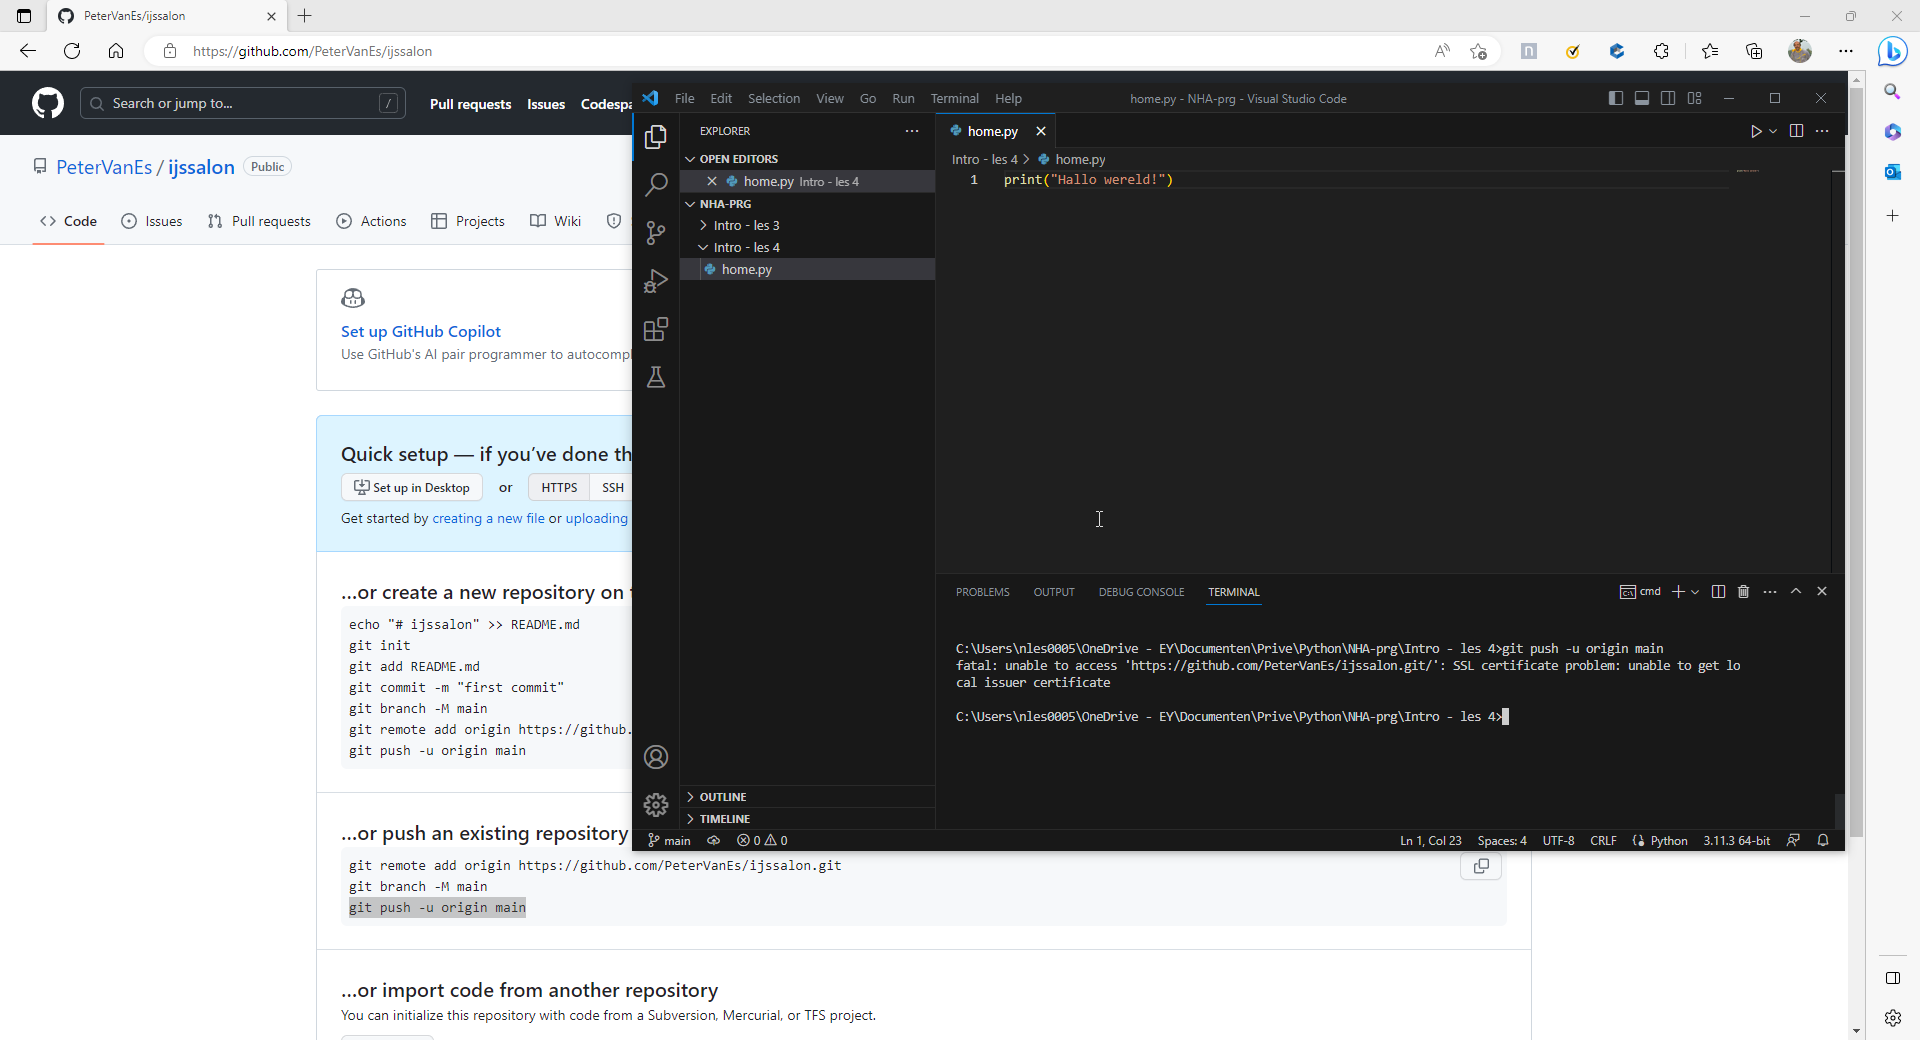 PeterVanEs/ijssalon
https://github.com/PeterVanEs/ijssalon
Search or jump to...
/
Pull requests
Issues
Codespa
PeterVanEs / ijssalon
Public
Code
Issues
Pull requests
Actions
Projects
Wiki
Set up GitHub Copilot
Use GitHub's AI pair programmer to autocompl
Quick setup — if you've done th
Set up in Desktop
or
HTTPS
SSH
Get started by creating a new file or uploading
...or create a new repository on
echo "# ijssalon" >> README.md
git init
git add README.md
git commit -m "first commit"
git branch -M main
git remote add origin https://github.
git push -u origin main
...or push an existing repository
git remote add origin https://github.com/PeterVanEs/ijssalon.git
git branch -M main
git push -u origin main
...or import code from another repository
You can initialize this repository with code from a Subversion, Mercurial, or TFS project.
File
Edit
Selection
View
Go
Run
Terminal
Help
home.py - NHA-prg - Visual Studio Code
EXPLORER
OPEN EDITORS
home.py Intro - les 4
NHA-PRG
Intro - les 3
Intro - les 4
home.py
OUTLINE
TIMELINE
home.py
Intro - les 4 > home.py
1 print("Hallo wereld!")
PROBLEMS
OUTPUT
DEBUG CONSOLE
TERMINAL
cmd
C:\Users\nles0005\OneDrive - EY\Documenten\Prive\Python\NHA-prg\Intro - les 4>git push -u origin main
fatal: unable to access 'https://github.com/PeterVanEs/ijssalon.git/': SSL certificate problem: unable to get lo
cal issuer certificate
C:\Users\nles0005\OneDrive - EY\Documenten\Prive\Python\NHA-prg\Intro - les 4>
main
0
0
Ln 1, Col 23
Spaces: 4
UTF-8
CRLF
Python
3.11.3 64-bit